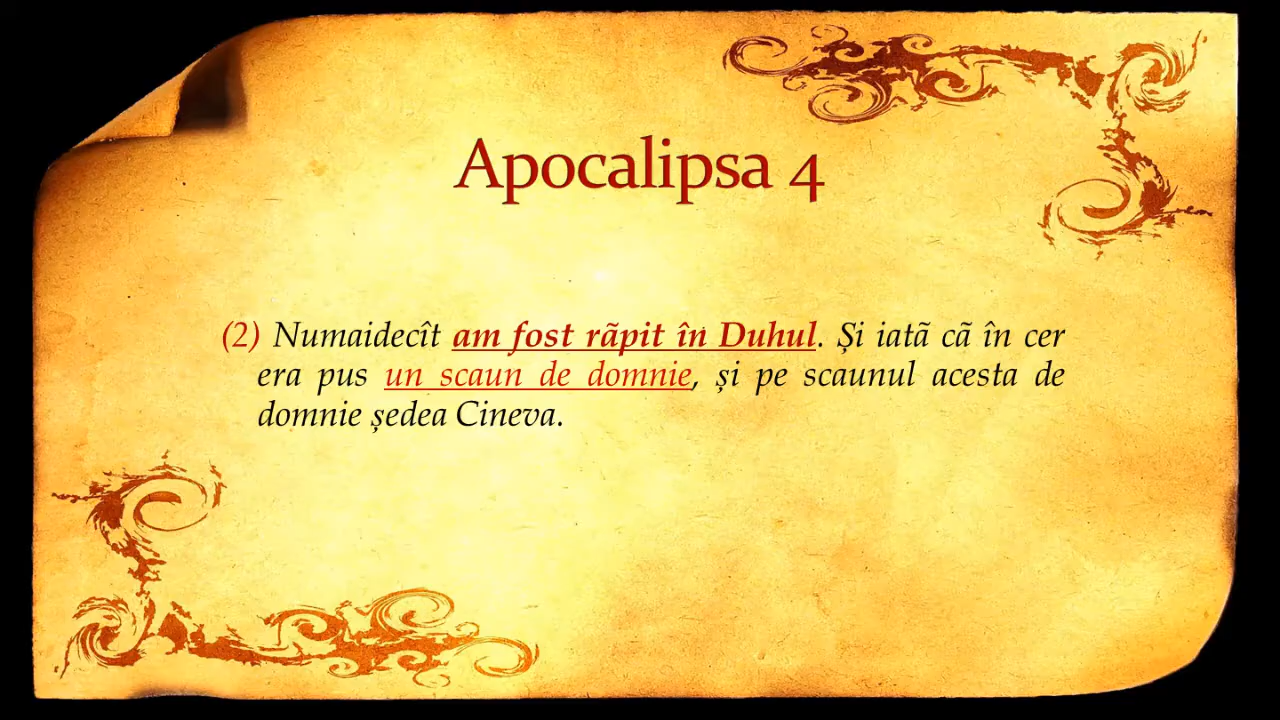 Apocalipsa 4
(2) Numaidecît am fost rãpit în Duhul. Și iatã cã în cer
era pus un scaun de domnie, și pe scaunul acesta de
domnie ședea Cineva.